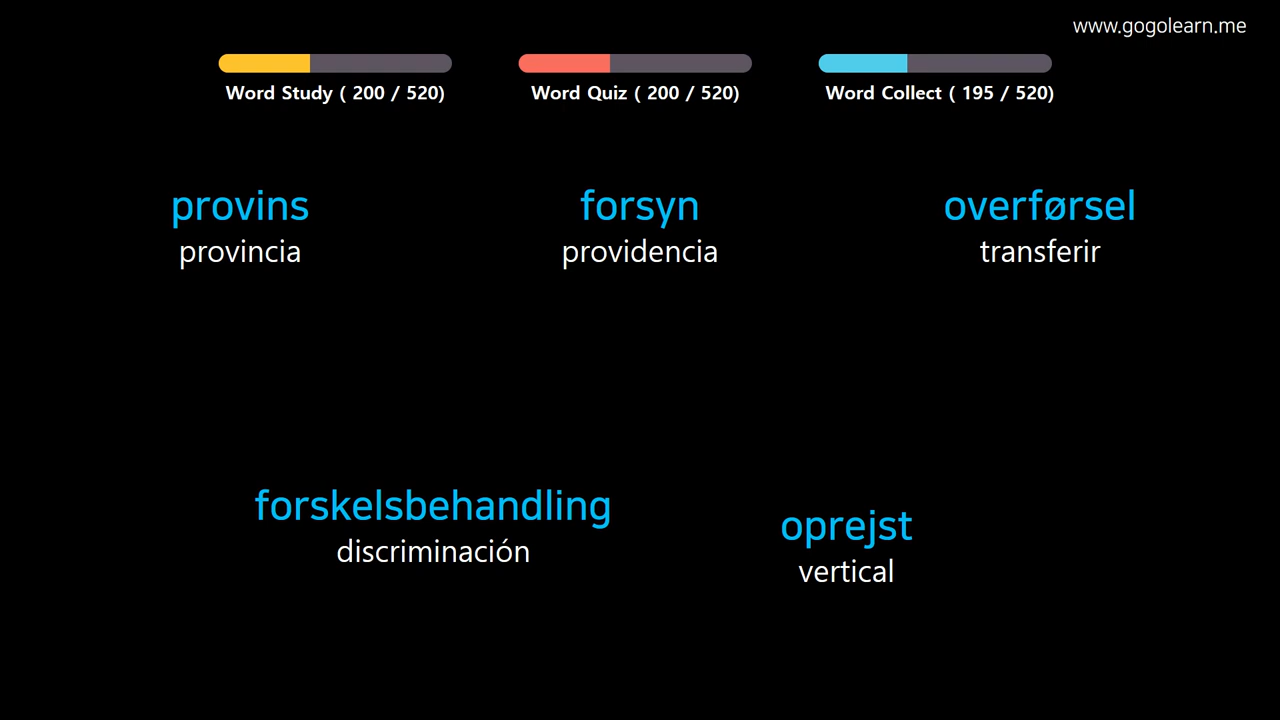 www.gogolearn.me
Word Study ( 200 / 520)
Word Quiz ( 200 / 520)
Word Collect ( 195 / 520)
provins
provincia
forsyn
providencia
overførsel
transferir
forskelsbehandling
discriminación
oprejst
vertical